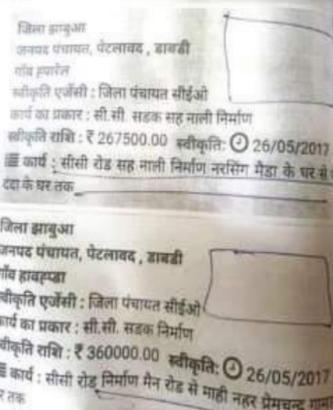 जिला झाबुआ
जनपद पंचायत, पेटलावद , डाबडी
गाँव
स्वीकृति एजेंसी : जिला पंचायत सीईओ
कार्य का प्रकार : सी.सी. सडक सह नाली निर्माण
स्वीकृति राशि : ₹ 267500.00 स्वीकृति: 26/05/2017
कार्य : सीसी रोड सह नाली निर्माण नरसिंग मैडा के घर से
ददा के घर तक
जिला झाबुआ
जनपद पंचायत, पेटलावद , डाबडी
गाँव
स्वीकृति एजेंसी : जिला पंचायत सीईओ
कार्य का प्रकार : सी.सी. सडक निर्माण
स्वीकृति राशि : ₹ 360000.00 स्वीकृति: 26/05/2017
कार्य : सीसी रोड निर्माण मैन रोड से माही नहर प्रेमचन्द
तक